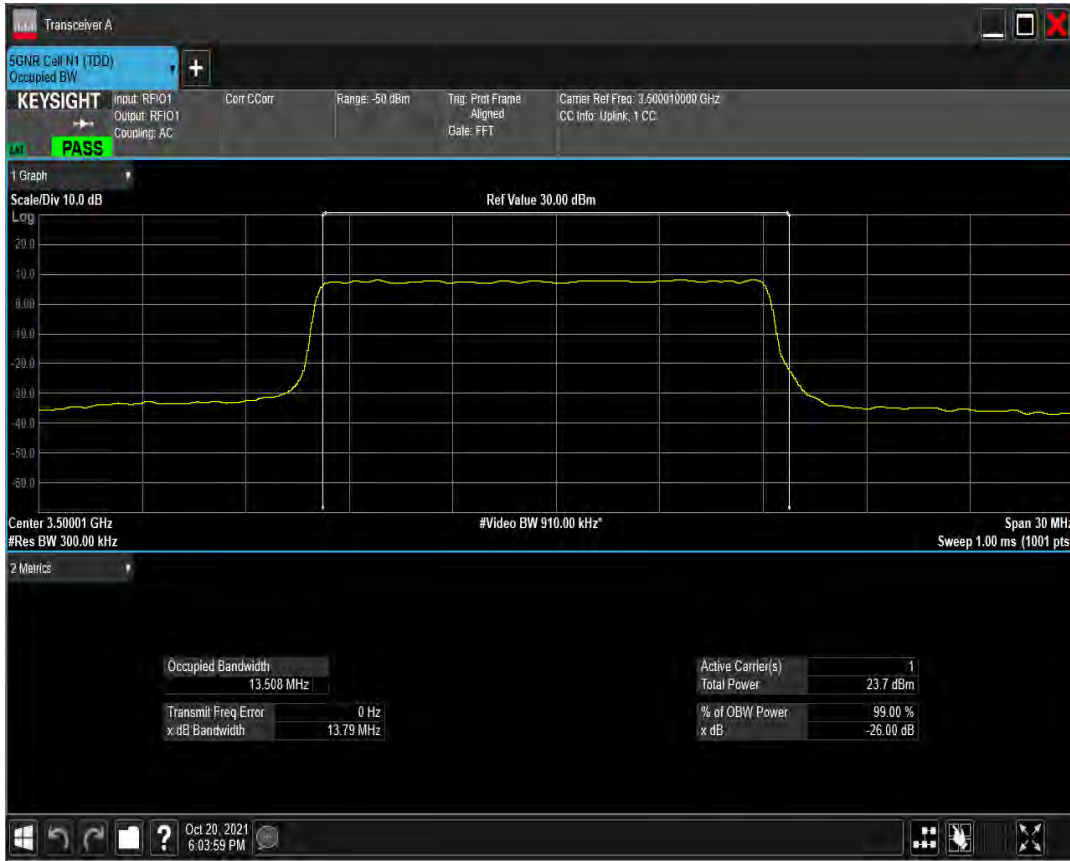 Transceiver A
5GNR Cell N1 (TDD)
Occupied BW
+
KEYSIGHT
Input: RFIO1
Output: RFIO1
Coupling: AC
Corr CCorr
Range: -50 dBm
Trig: Prot Frame
Aligned
Gate: FFT
Carrier Ref Freq: 3.500010000 GHz
CC Info: Uplink, 1 CC
PASS
1 Graph
Scale/Div 10.0 dB
Ref Value 30.00 dBm
Log
20.0
10.0
0.00
-10.0
-20.0
-30.0
-40.0
-50.0
-60.0
Center 3.50001 GHz
#Video BW 910.00 kHz*
Span 30 MHz
#Res BW 300.00 kHz
Sweep 1.00 ms (1001 pts
2 Metrics
Occupied Bandwidth
13.508 MHz
Transmit Freq Error 0 Hz
x dB Bandwidth 13.79 MHz
Active Carrier(s) 1
Total Power 23.7 dBm
% of OBW Power 99.00 %
x dB -26.00 dB
?
Oct 20, 2021
6:03:59 PM